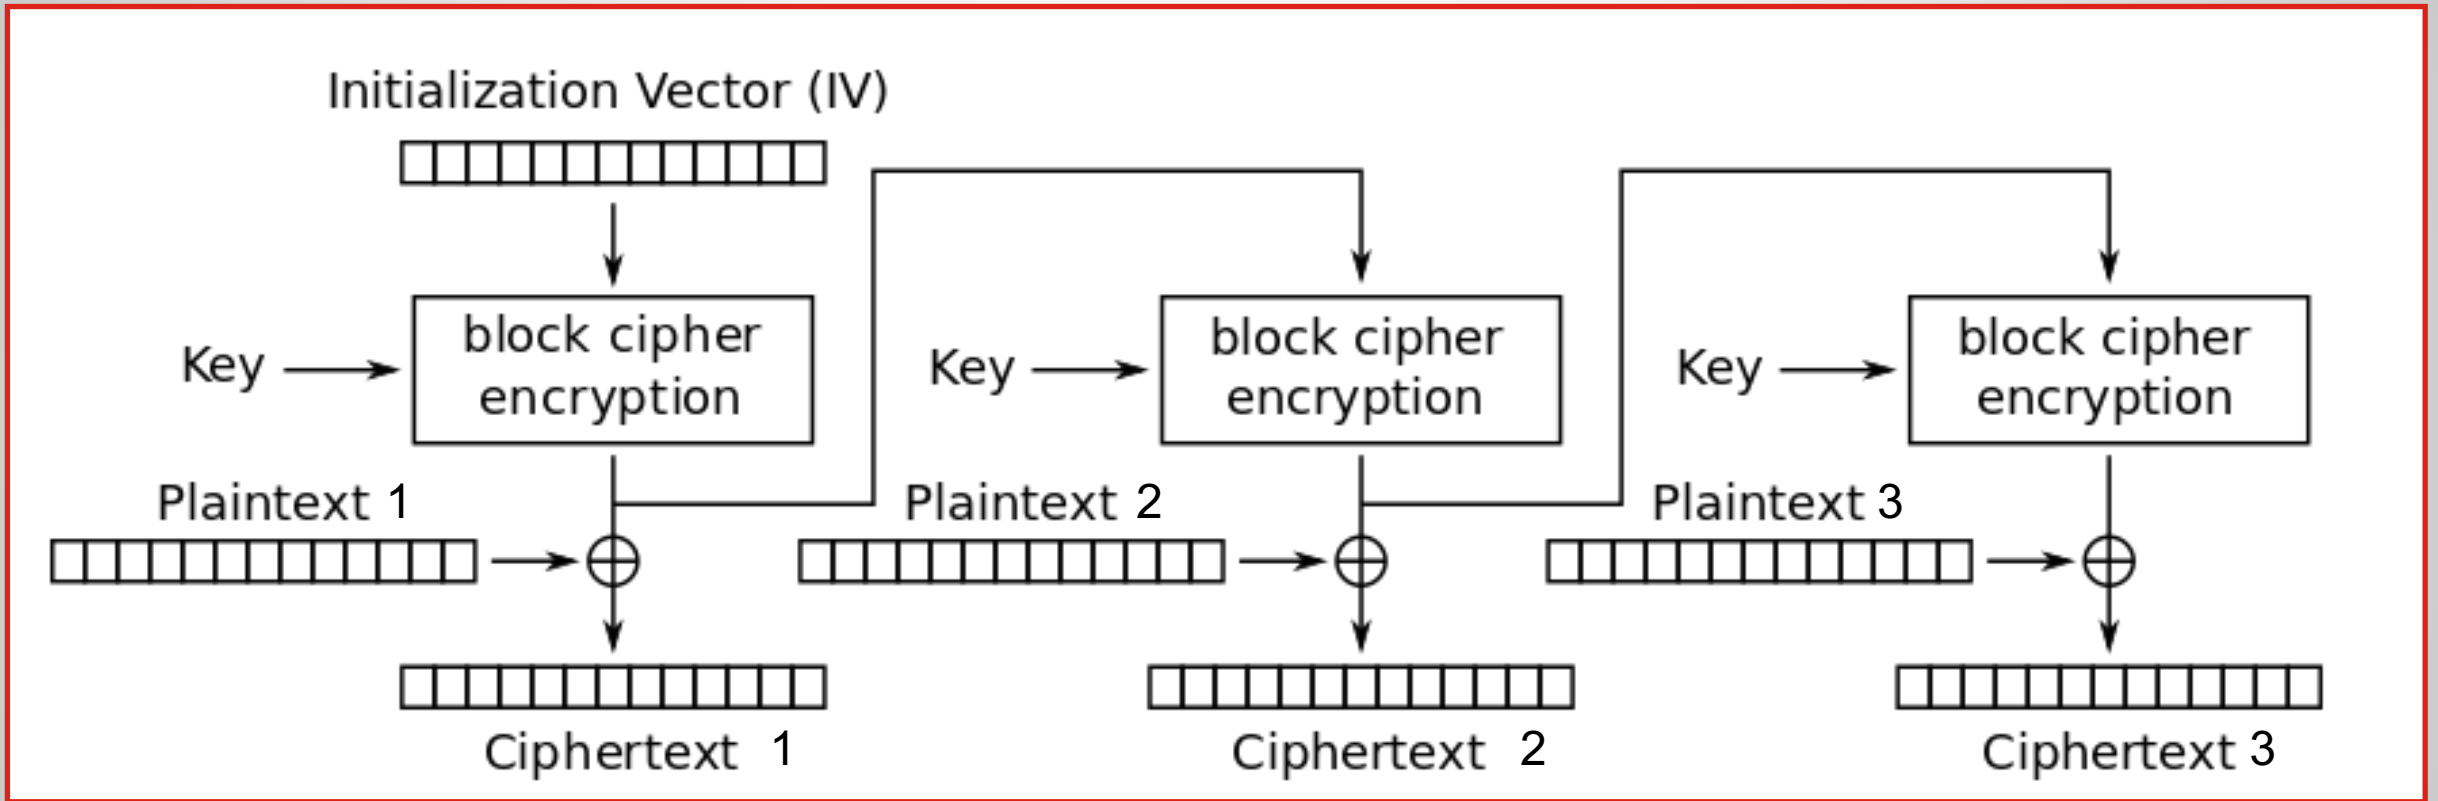 Initialization Vector (IV)
Key
block cipher
encryption
Key
block cipher
encryption
Key
block cipher
encryption
Plaintext 1
Plaintext 2
Plaintext 3
Ciphertext 1
Ciphertext 2
Ciphertext 3